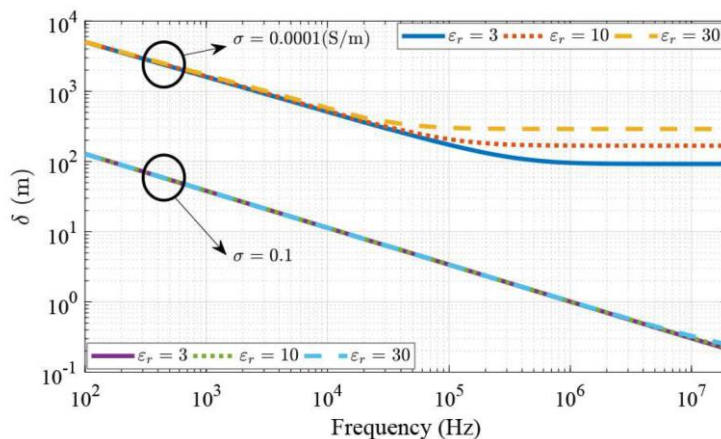 σ = 0.0001(S/m)
ε_r = 3 ε_r = 10 ε_r = 30
10^4
10^3
10^2
10^1
10^0
10^-1
δ (m)
σ = 0.1
ε_r = 3 ε_r = 10 ε_r = 30
10^2 10^3 10^4 10^5 10^6 10^7
Frequency (Hz)